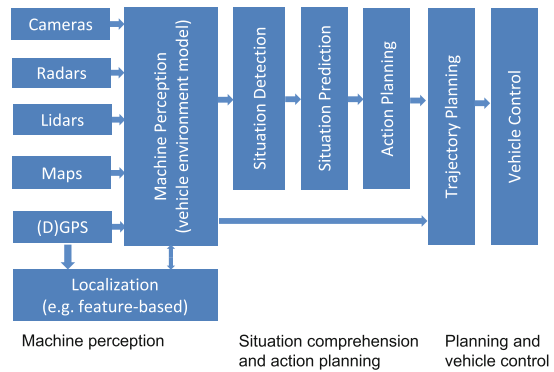 Cameras
Radars
Lidars
Maps
(D)GPS
Localization
(e.g. feature-based)
Machine Perception
(vehicle environment model)
Situation Detection
Situation Prediction
Action Planning
Trajectory Planning
Vehicle Control
Machine perception
Situation comprehension
and action planning
Planning and
vehicle control